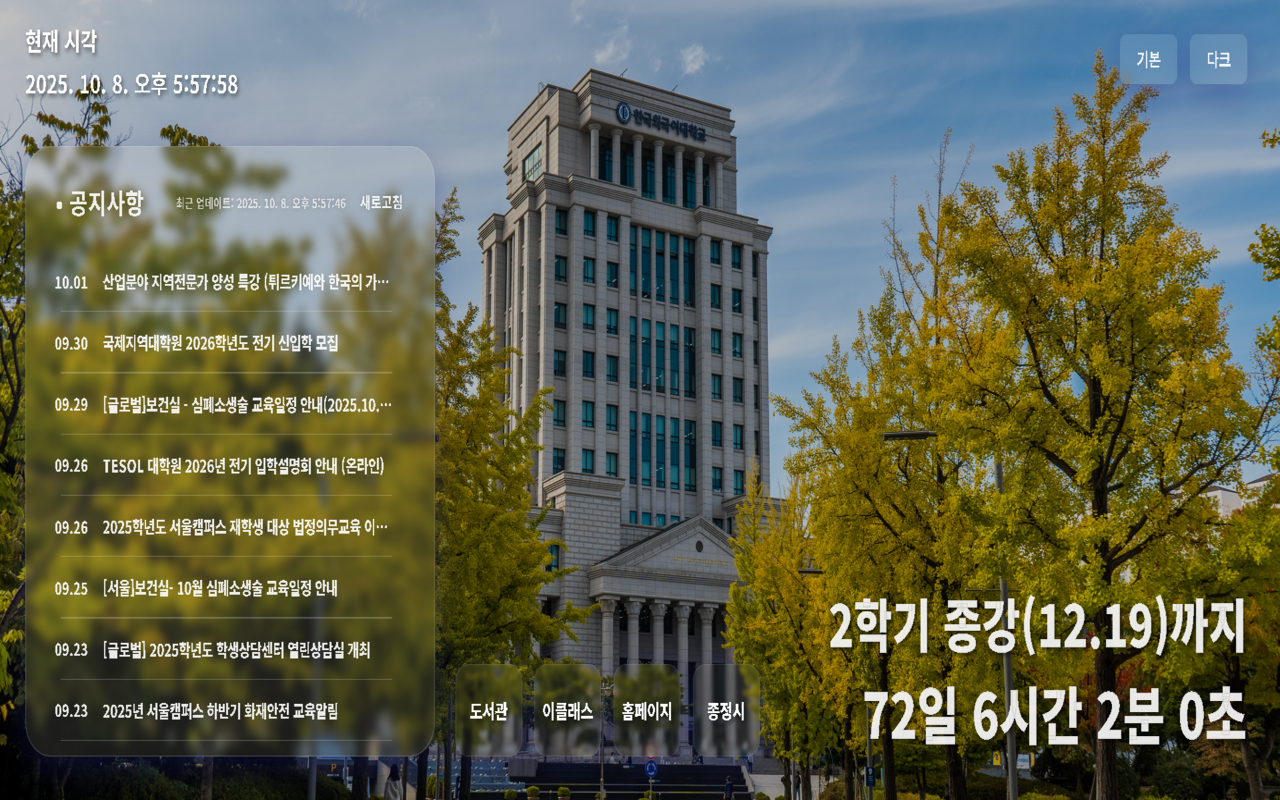 현재 시각
2025. 10. 8. 오후 5:57:58
기본
다크
한국외국어대학교
• 공지사항
최근 업데이트: 2025. 10. 8. 오후 5:57:46
새로고침
10.01 산업분야 지역전문가 양성 특강 (튀르키예와 한국의 가…
09.30 국제지역대학원 2026학년도 전기 신입학 모집
09.29 [글로벌]보건실 - 심폐소생술 교육일정 안내(2025.10.…
09.26 TESOL 대학원 2026년 전기 입학설명회 안내 (온라인)
09.26 2025학년도 서울캠퍼스 재학생 대상 법정의무교육 이…
09.25 [서울]보건실- 10월 심폐소생술 교육일정 안내
09.23 [글로벌] 2025학년도 학생상담센터 열린상담실 개최
09.23 2025년 서울캠퍼스 하반기 화재안전 교육알림
도서관
이클래스
홈페이지
종정시
2학기 종강(12.19)까지
72일 6시간 2분 0초